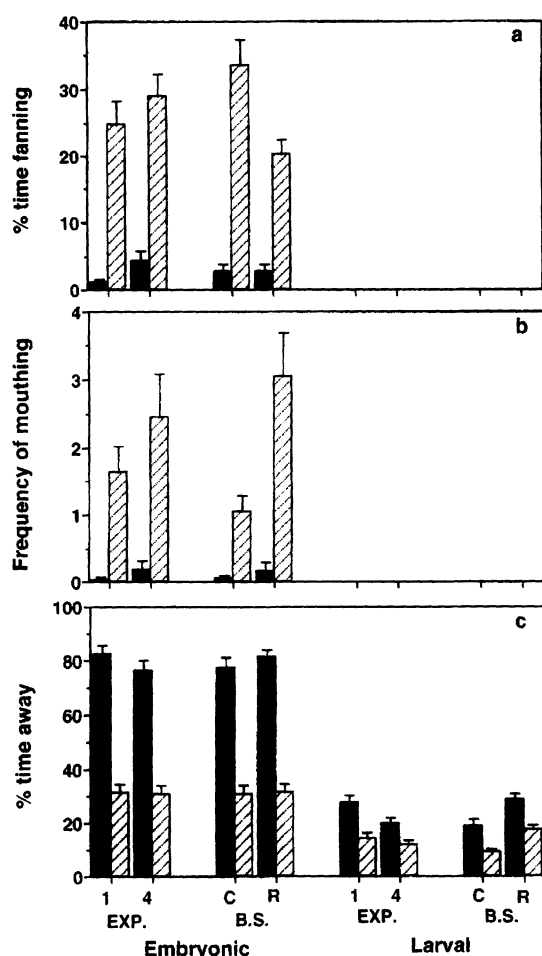 a
% time fanning
40
30
20
10
0
b
Frequency of mouthing
4
3
2
1
0
c
% time away
100
80
60
40
20
0
1 4 C R 1 4 C R
EXP. B.S. EXP. B.S.
Embryonic Larval